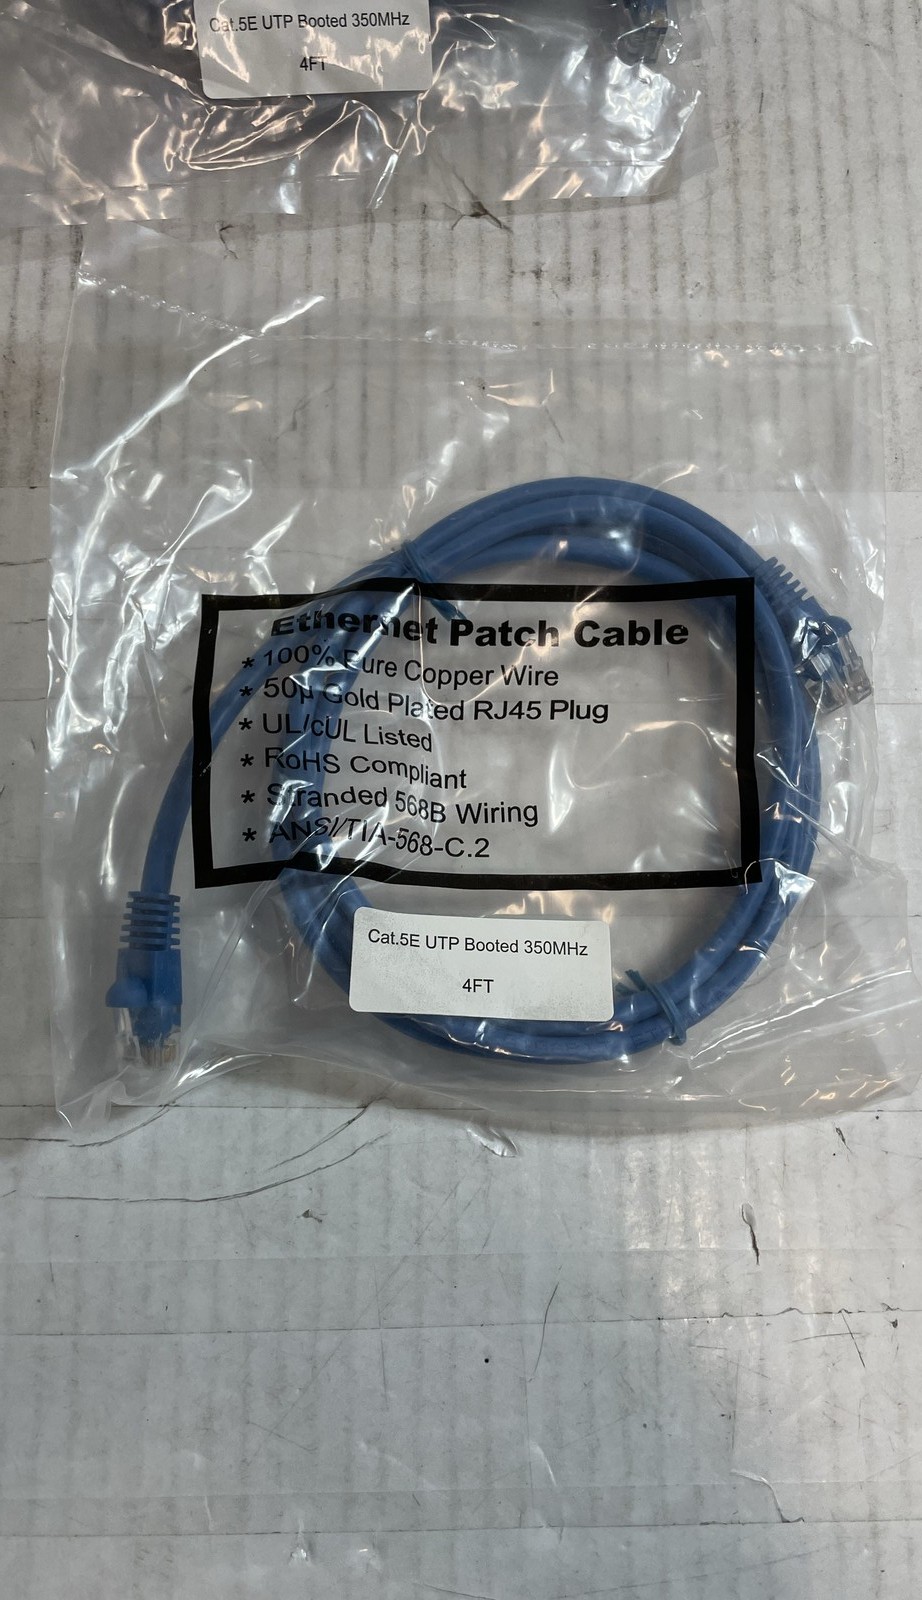 Cat.5E UTP Booted 350MHz
4FT
Ethernet Patch Cable
* 100% Pure Copper Wire
* 50µ Gold Plated RJ45 Plug
* UL/cUL Listed
* RoHS Compliant
* Stranded 568B Wiring
* ANSI/TIA-568-C.2
Cat.5E UTP Booted 350MHz
4FT